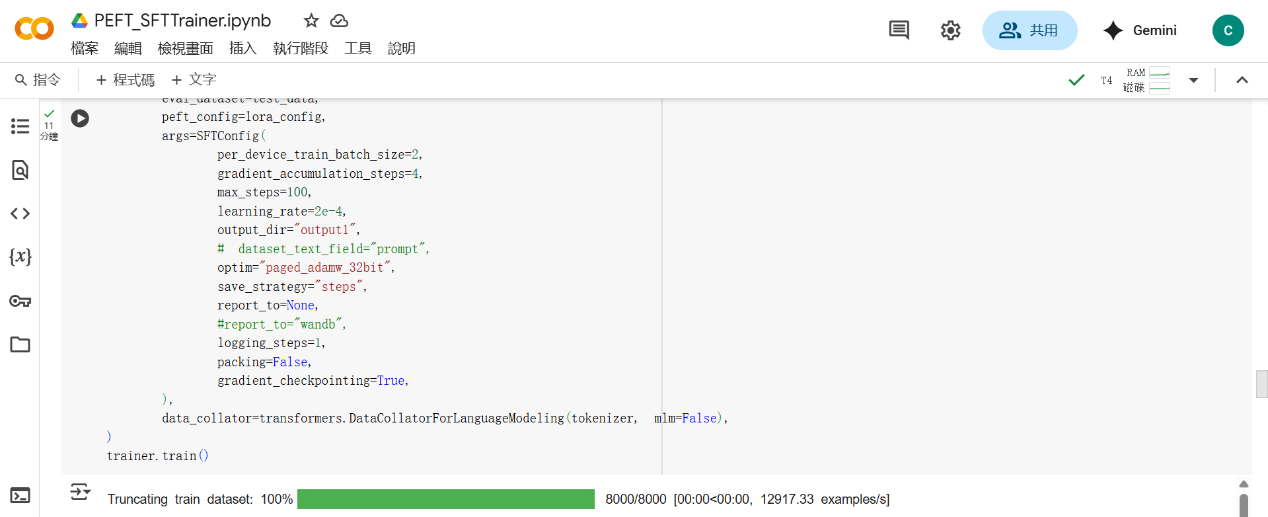 PEFT_SFTTrainer.ipynb
檔案 編輯 檢視畫面 插入 執行階段 工具 說明
共用
Gemini
C
指令 + 程式碼 + 文字
T4
RAM
磁碟
11
分鐘
eval_dataset=test_data,
peft_config=lora_config,
args=SFTConfig(
per_device_train_batch_size=2,
gradient_accumulation_steps=4,
max_steps=100,
learning_rate=2e-4,
output_dir="output1",
# dataset_text_field="prompt",
optim="paged_adamw_32bit",
save_strategy="steps",
report_to=None,
#report_to="wandb",
logging_steps=1,
packing=False,
gradient_checkpointing=True,
),
data_collator=transformers.DataCollatorForLanguageModeling(tokenizer, mlm=False),
)
trainer.train()
Truncating train dataset: 100% 8000/8000 [00:00<00:00, 12917.33 examples/s]